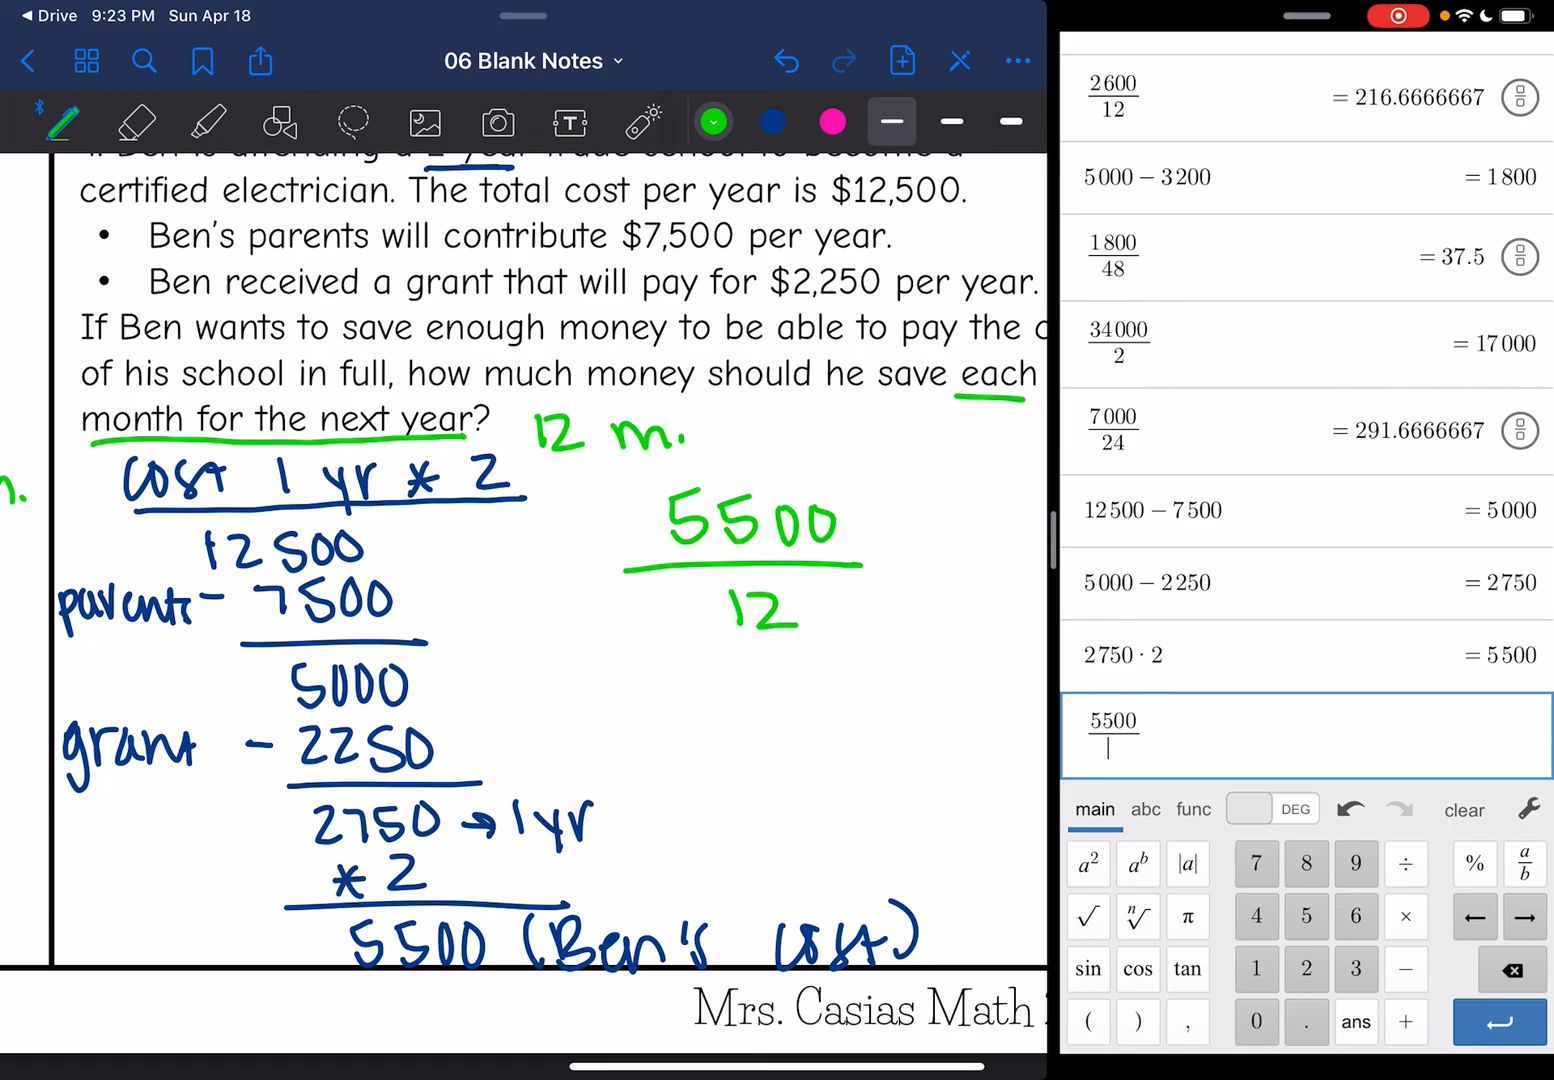 Drive 9:23 PM Sun Apr 18
06 Blank Notes
certified electrician. The total cost per year is $12,500.
• Ben's parents will contribute $7,500 per year.
• Ben received a grant that will pay for $2,250 per year.
If Ben wants to save enough money to be able to pay the
of his school in full, how much money should he save each
month for the next year?
12 m.
cost 1 yr * 2
12500
parents - 7500
5000
grant - 2250
2750 → 1 yr
* 2
5500 (Ben's cost)
5500
12
Mrs. Casias Math
2600/12 = 216.6666667
5000 − 3200 = 1800
1800/48 = 37.5
34000/2 = 17000
7000/24 = 291.6666667
12500 − 7500 = 5000
5000 − 2250 = 2750
2750 · 2 = 5500
5500
main abc func DEG clear
a² aᵇ |a| 7 8 9 ÷ % a/b
√ ⁿ√ π 4 5 6 × ← →
sin cos tan 1 2 3 −
( ) , 0 . ans +